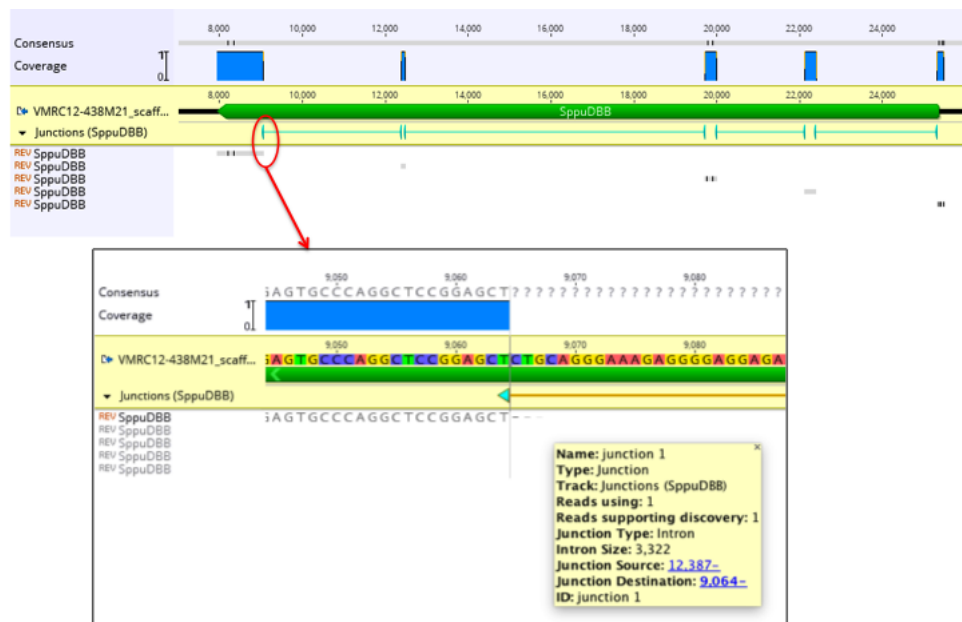 8,000 10,000 12,000 14,000 16,000 18,000 20,000 22,000 24,000
Consensus
Coverage
1
0
8,000 10,000 12,000 14,000 16,000 18,000 20,000 22,000 24,000
VMRC12-438M21_scaff...
SppuDBB
Junctions (SppuDBB)
REV SppuDBB
REV SppuDBB
REV SppuDBB
REV SppuDBB
REV SppuDBB
9,050 9,060 9,070 9,080
Consensus
GAGTGCCCAGGCTCCGGAGCT???????????????????????
Coverage
1
0
9,050 9,060 9,070 9,080
VMRC12-438M21_scaff...
GAGTGCCCAGGCTCCGGAGCTCTGCAGGGAAAGAGGGGAGGAGA
Junctions (SppuDBB)
REV SppuDBB GAGTGCCCAGGCTCCGGAGCT---
REV SppuDBB
REV SppuDBB
REV SppuDBB
REV SppuDBB
Name: junction 1
Type: Junction
Track: Junctions (SppuDBB)
Reads using: 1
Reads supporting discovery: 1
Junction Type: Intron
Intron Size: 3,322
Junction Source: 12,387-
Junction Destination: 9,064-
ID: junction 1